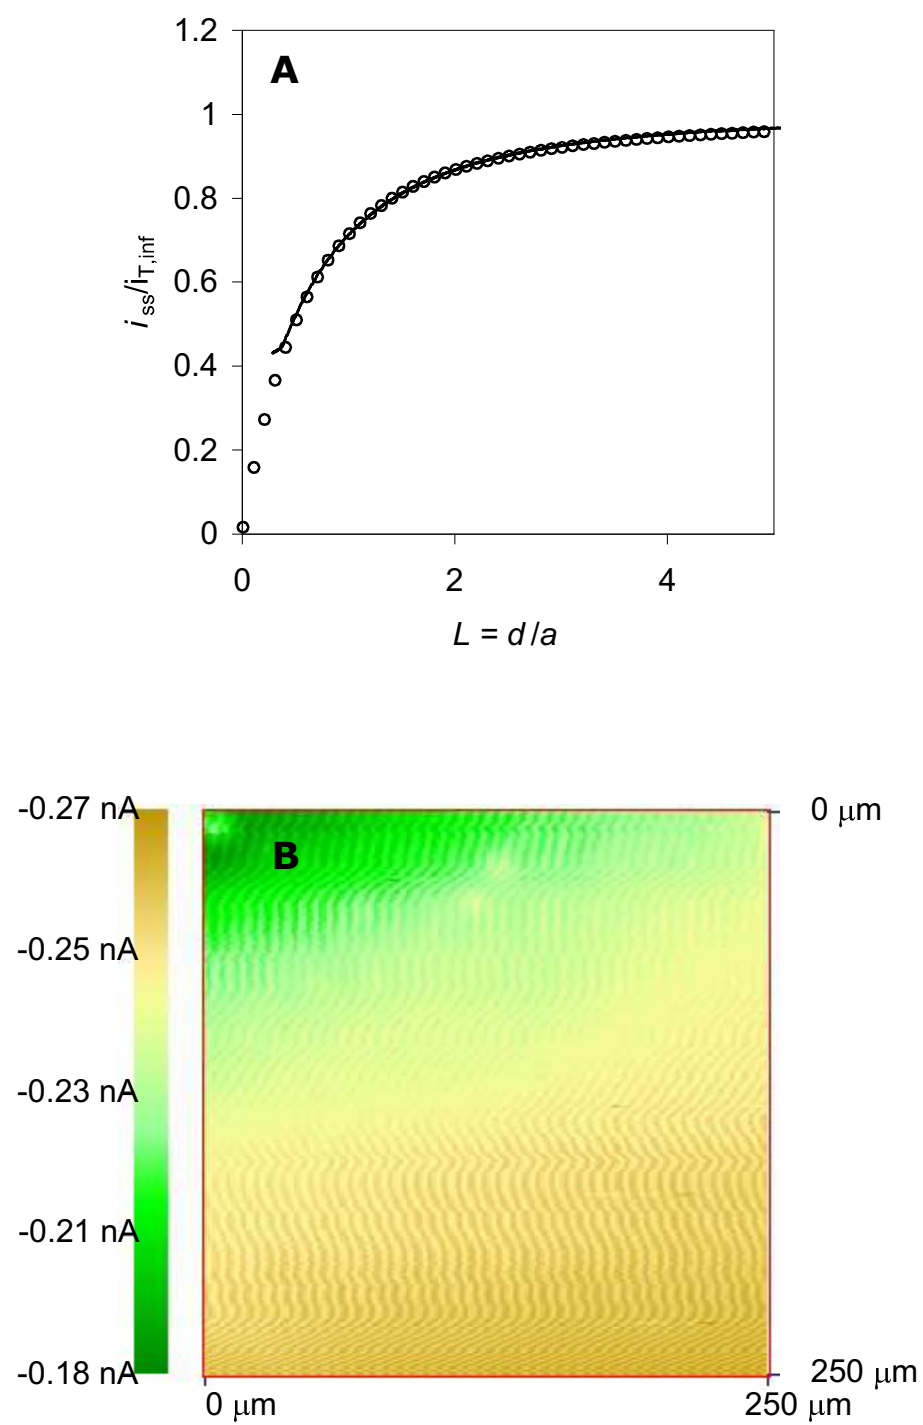 1.2
A
1
0.8
0.6
0.4
0.2
0
i ss/iT,inf
0 2 4
L = d/a
-0.27 nA
0 μm
B
-0.25 nA
-0.23 nA
-0.21 nA
-0.18 nA
250 μm
0 μm 250 μm